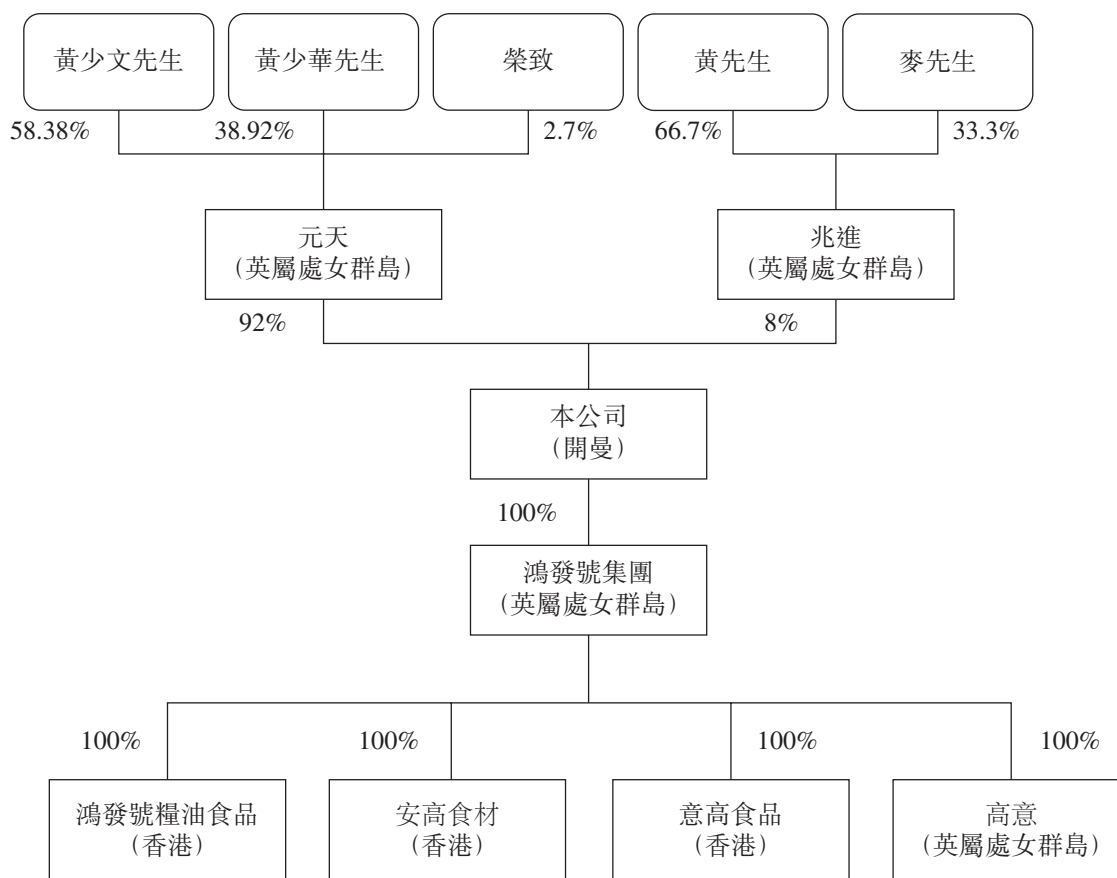 黃少文先生
黃少華先生
榮致
黃先生
麥先生
58.38%
38.92%
2.7%
66.7%
33.3%
元天
(英屬處女群島)
兆進
(英屬處女群島)
92%
8%
本公司
(開曼)
100%
鴻發號集團
(英屬處女群島)
100%
100%
100%
100%
鴻發號糧油食品
(香港)
安高食材
(香港)
意高食品
(香港)
高意
(英屬處女群島)